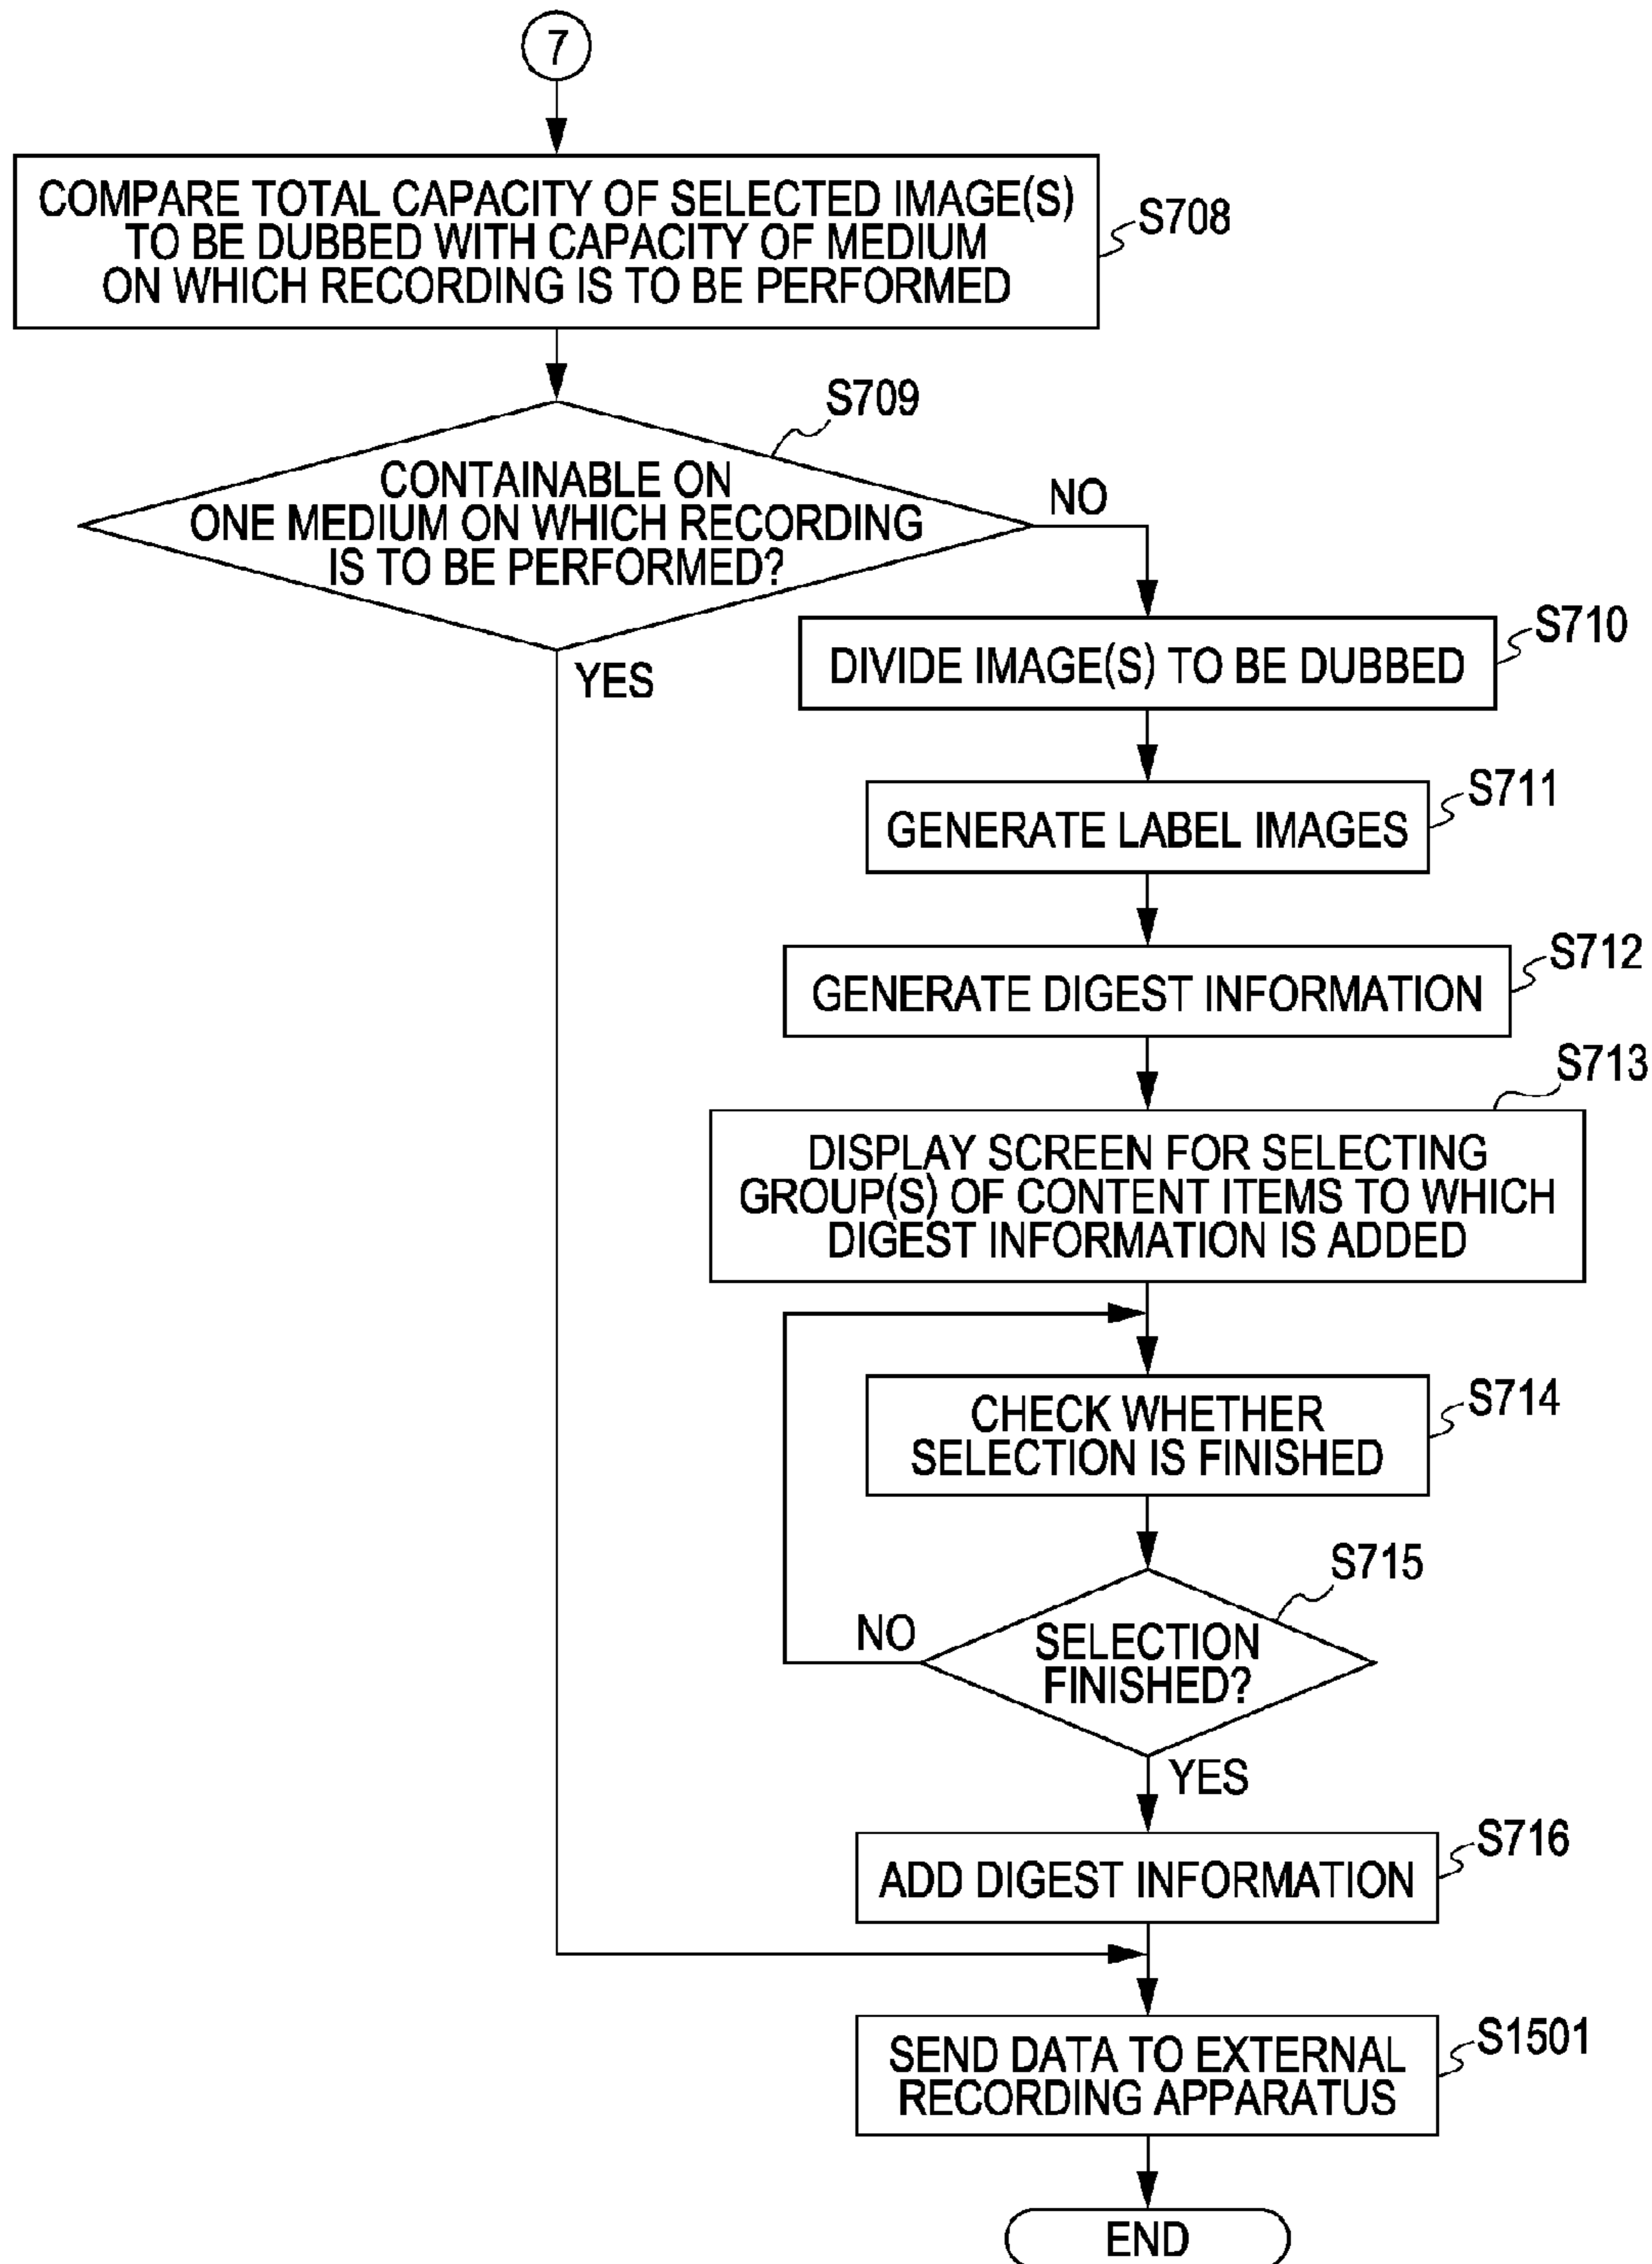 7
COMPARE TOTAL CAPACITY OF SELECTED IMAGE(S)
TO BE DUBBED WITH CAPACITY OF MEDIUM
ON WHICH RECORDING IS TO BE PERFORMED
S708
S709
CONTAINABLE ON
ONE MEDIUM ON WHICH RECORDING
IS TO BE PERFORMED?
NO
YES
S710
DIVIDE IMAGE(S) TO BE DUBBED
S711
GENERATE LABEL IMAGES
S712
GENERATE DIGEST INFORMATION
S713
DISPLAY SCREEN FOR SELECTING
GROUP(S) OF CONTENT ITEMS TO WHICH
DIGEST INFORMATION IS ADDED
S714
CHECK WHETHER
SELECTION IS FINISHED
S715
NO
SELECTION
FINISHED?
YES
S716
ADD DIGEST INFORMATION
S1501
SEND DATA TO EXTERNAL
RECORDING APPARATUS
END